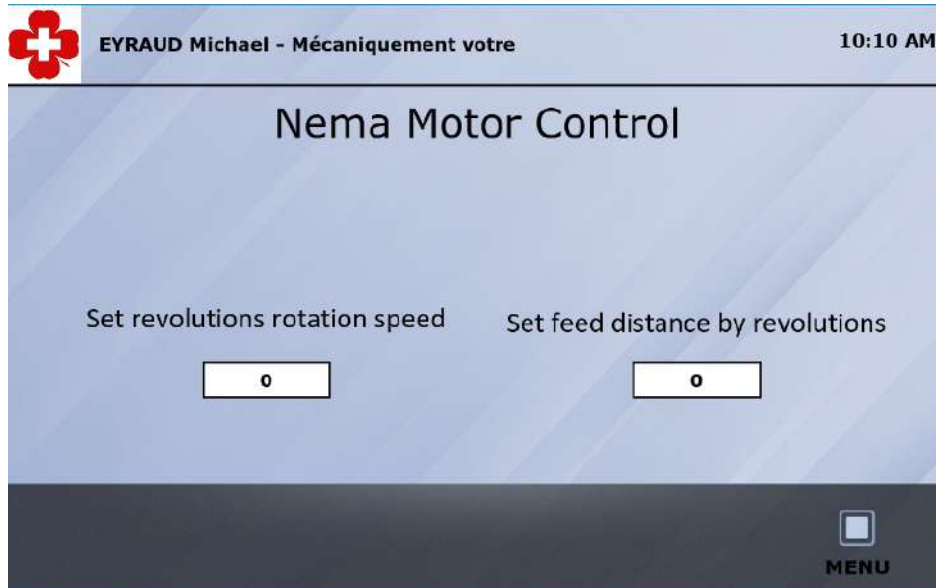 EYRAUD Michael - Mécaniquement votre
10:10 AM
Nema Motor Control
Set revolutions rotation speed
Set feed distance by revolutions
0
0
MENU